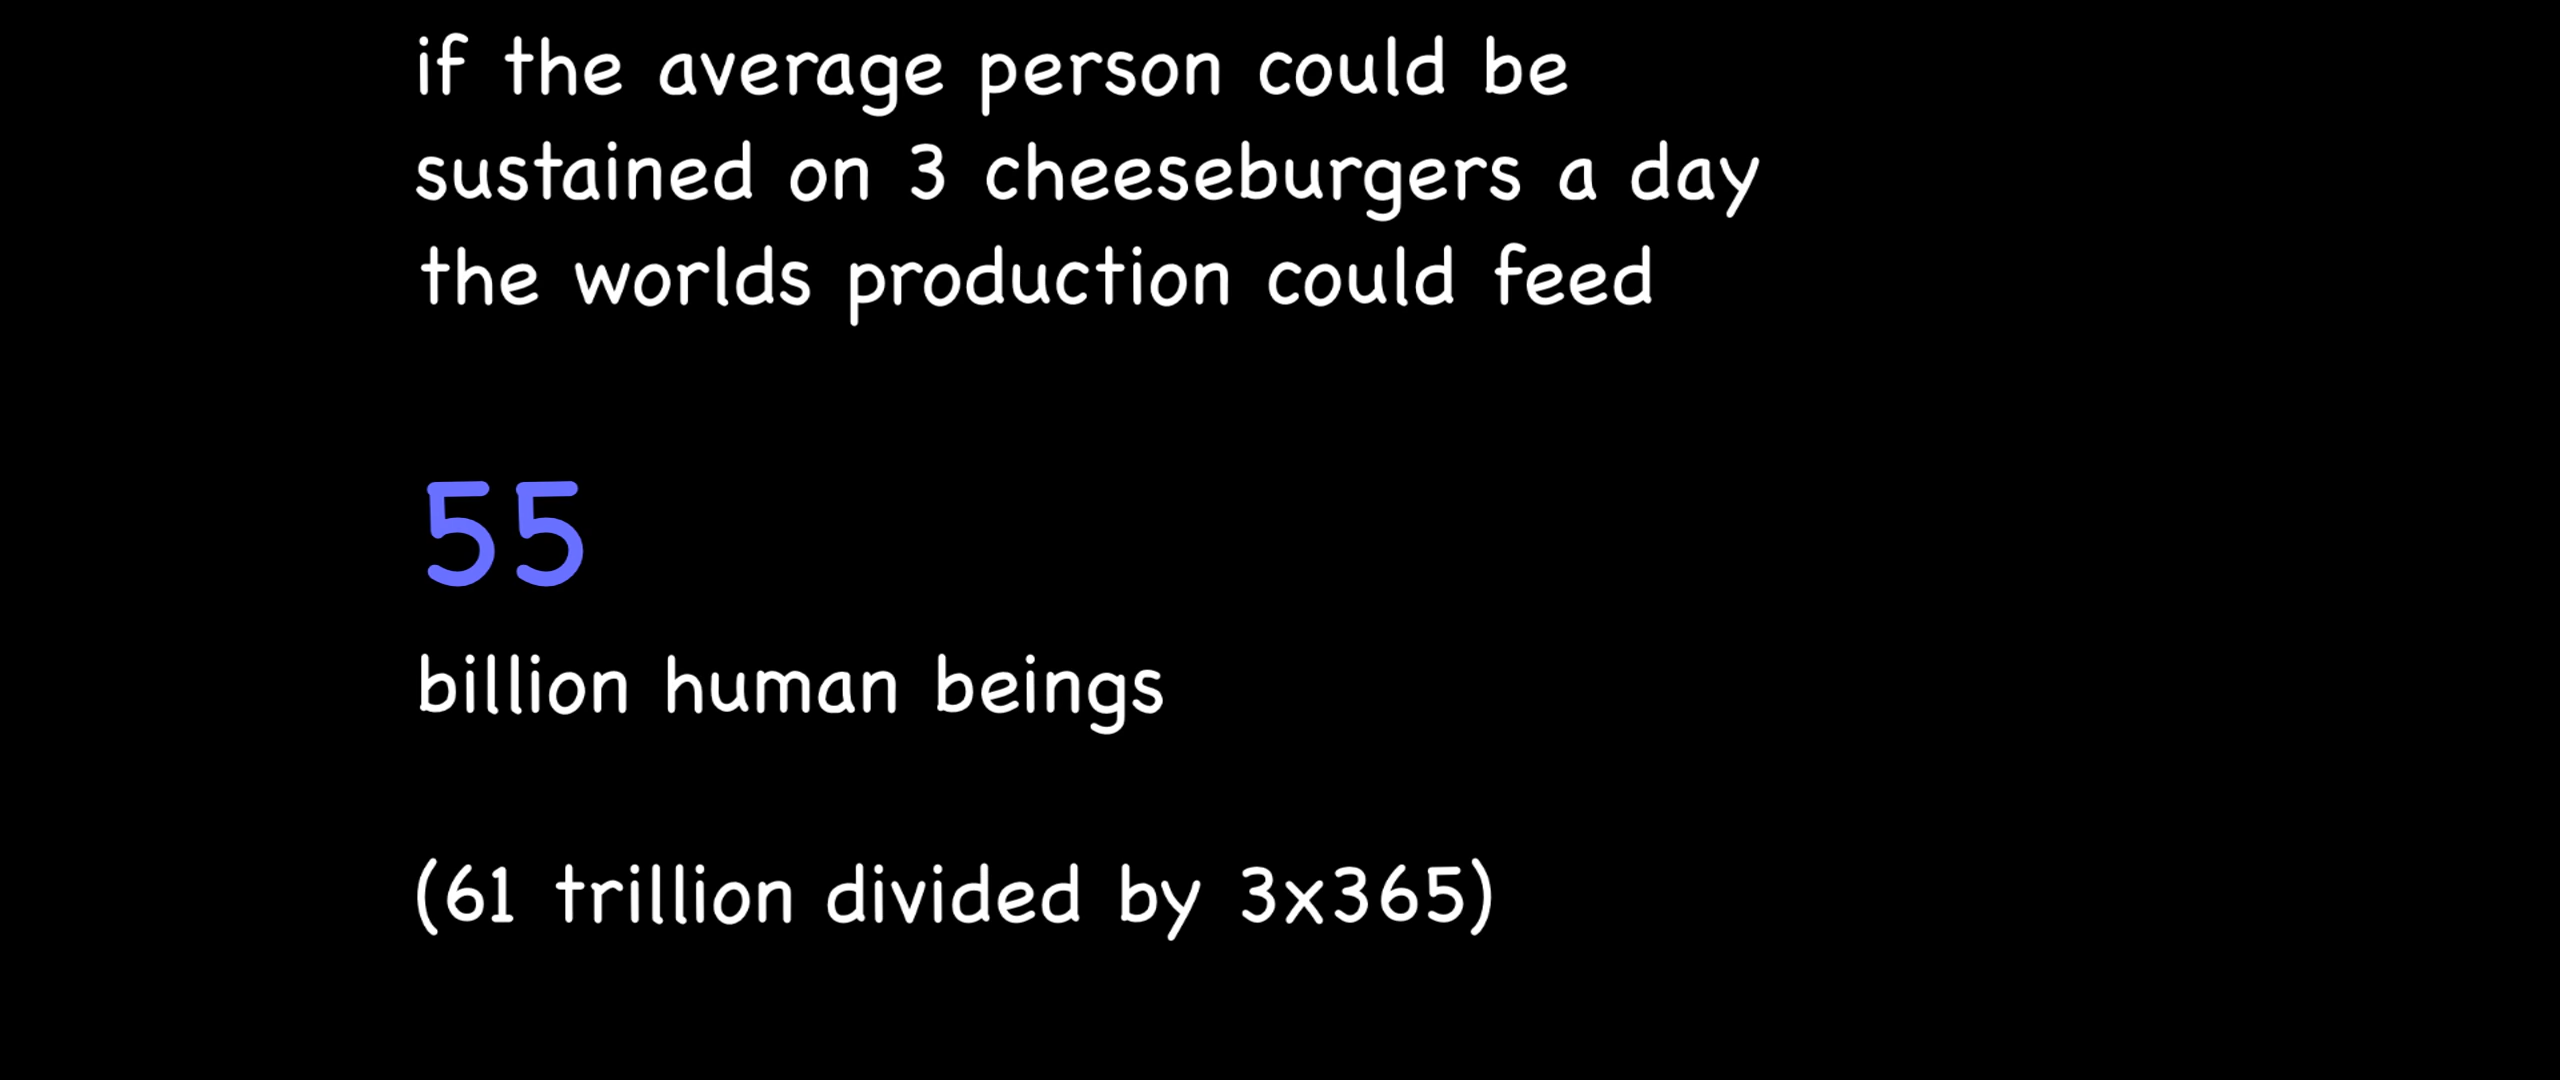 if the average person could be
sustained on 3 cheeseburgers a day
the worlds production could feed
55
billion human beings
(61 trillion divided by 3x365)